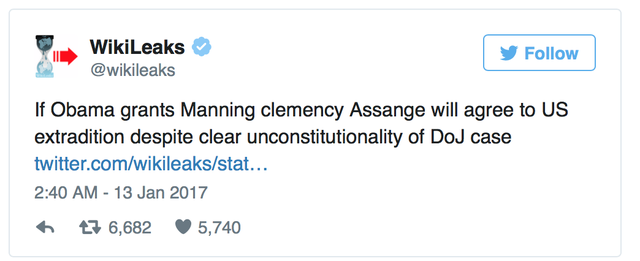 WikiLeaks
@wikileaks
Follow
If Obama grants Manning clemency Assange will agree to US
extradition despite clear unconstitutionality of DoJ case
twitter.com/wikileaks/stat…
2:40 AM - 13 Jan 2017
6,682 5,740